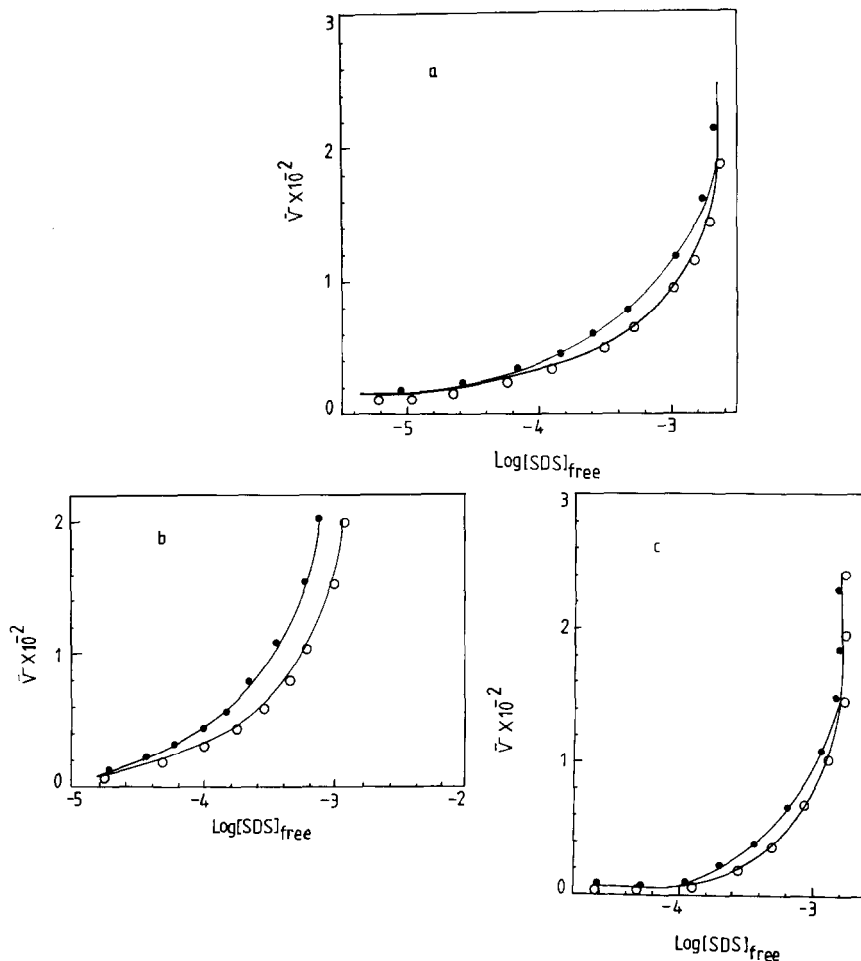 3
a
2
V̄ X10̄²
1
0
-5
-4
-3
Log[SDS]free
b
2
V̄ X10̄²
1
0
-5
-4
-3
-2
Log[SDS]free
3
c
2
V̄ X10̄²
1
0
-4
-3
Log[SDS]free